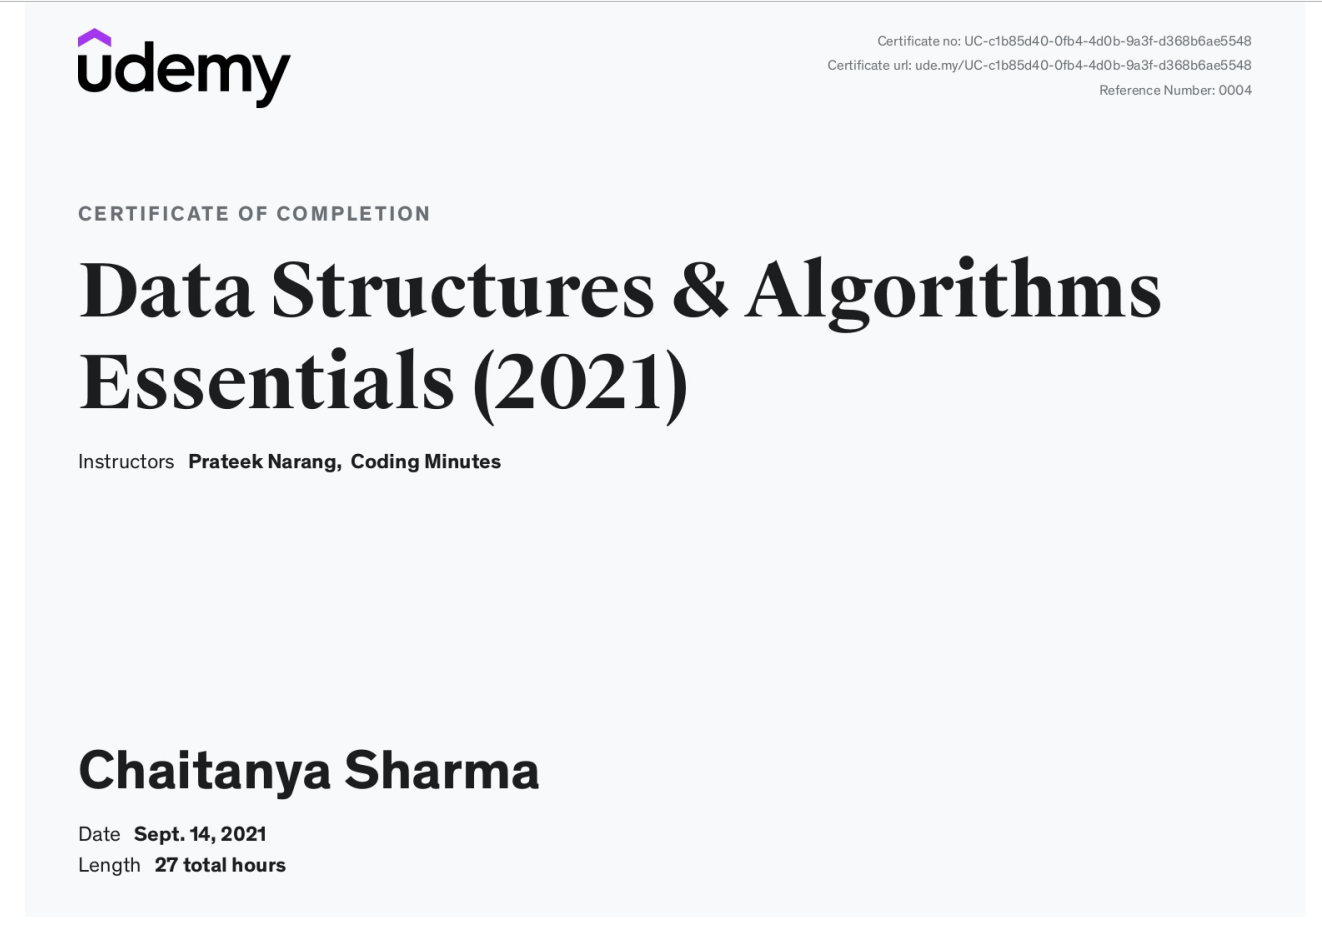 udemy
Certificate no: UC-c1b85d40-0fb4-4d0b-9a3f-d368b6ae5548
Certificate url: ude.my/UC-c1b85d40-0fb4-4d0b-9a3f-d368b6ae5548
Reference Number: 0004
CERTIFICATE OF COMPLETION
Data Structures & Algorithms
Essentials (2021)
Instructors Prateek Narang, Coding Minutes
Chaitanya Sharma
Date Sept. 14, 2021
Length 27 total hours